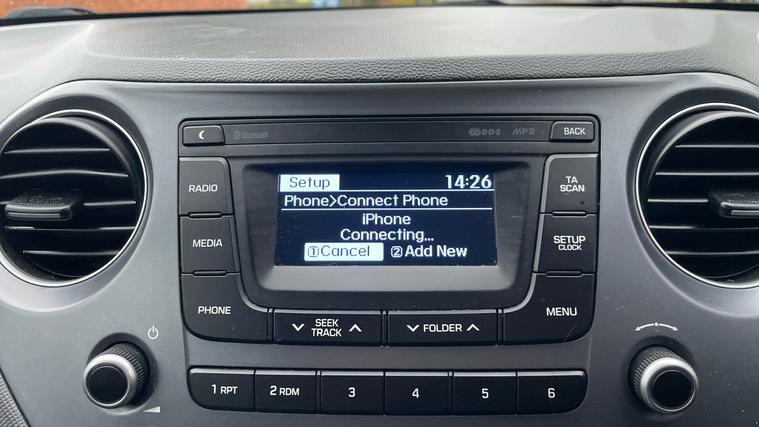 Bluetooth
R·D·S
MP3
BACK
RADIO
Setup
14:26
TA
SCAN
Phone>Connect Phone
iPhone
Connecting...
MEDIA
1 Cancel
2 Add New
SETUP
CLOCK
PHONE
SEEK
TRACK
FOLDER
MENU
1 RPT
2 RDM
3
4
5
6